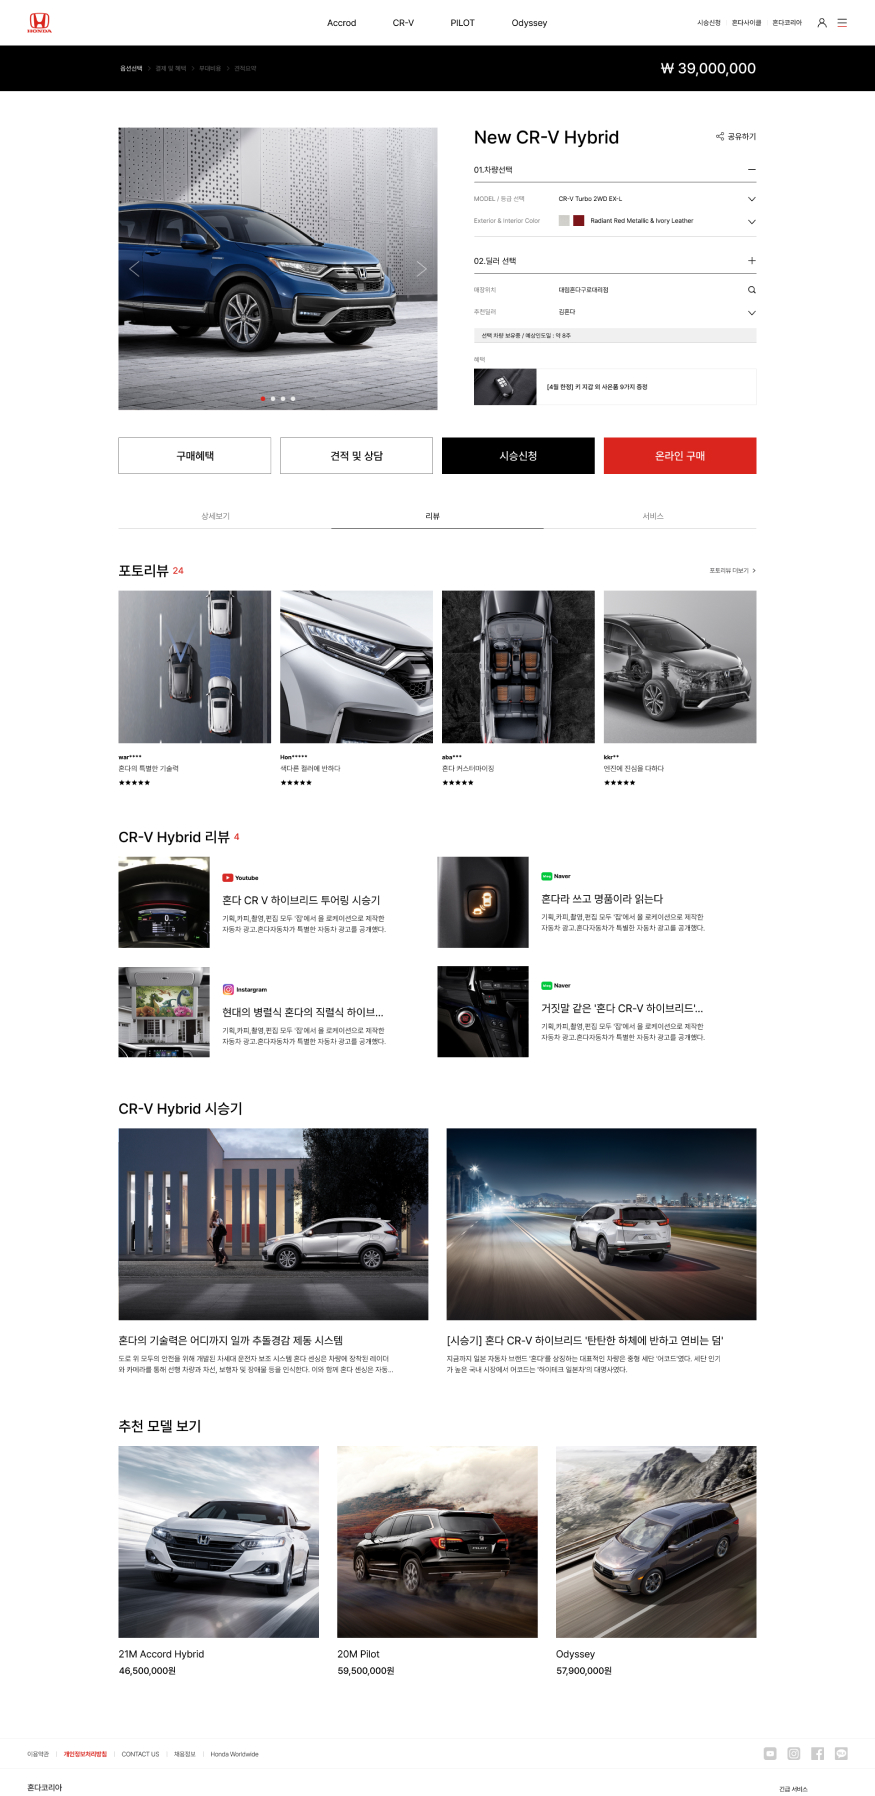 HONDA
Accrod CR-V PILOT Odyssey
시승신청 혼다사이클 혼다코리아
옵션선택 > 결제 및 혜택 > 부대비용 > 견적요약
₩ 39,000,000
New CR-V Hybrid
공유하기
01.차량선택
MODEL / 등급 선택 CR-V Turbo 2WD EX-L
Exterior & Interior Color Radiant Red Metallic & Ivory Leather
02.딜러 선택
매장위치 대림혼다구로대리점
추천딜러 김혼다
선택 차량 보유중 / 예상인도일 : 약 8주
혜택
[4월 한정] 키 지갑 외 사은품 9가지 증정
구매혜택 견적 및 상담 시승신청 온라인 구매
상세보기 리뷰 서비스
포토리뷰 24
포토리뷰 더보기 >
war****
혼다의 특별한 기술력
★★★★★
Hon*****
색다른 컬러에 반하다
★★★★★
aba***
혼다 커스터마이징
★★★★★
kkr**
엔진에 진심을 다하다
★★★★★
CR-V Hybrid 리뷰 4
Youtube
혼다 CR V 하이브리드 투어링 시승기
기획,카피,촬영,편집 모두 '집'에서 올 로케이션으로 제작한
자동차 광고.혼다자동차가 특별한 자동차 광고를 공개했다.
Naver
혼다라 쓰고 명품이라 읽는다
기획,카피,촬영,편집 모두 '집'에서 올 로케이션으로 제작한
자동차 광고.혼다자동차가 특별한 자동차 광고를 공개했다.
Instargram
현대의 병렬식 혼다의 직렬식 하이브...
기획,카피,촬영,편집 모두 '집'에서 올 로케이션으로 제작한
자동차 광고.혼다자동차가 특별한 자동차 광고를 공개했다.
Naver
거짓말 같은 '혼다 CR-V 하이브리드'...
기획,카피,촬영,편집 모두 '집'에서 올 로케이션으로 제작한
자동차 광고.혼다자동차가 특별한 자동차 광고를 공개했다.
CR-V Hybrid 시승기
혼다의 기술력은 어디까지 일까 추돌경감 제동 시스템
도로 위 모두의 안전을 위해 개발된 차세대 운전자 보조 시스템 혼다 센싱은 차량에 장착된 레이더
와 카메라를 통해 선행 차량과 차선, 보행자 및 장애물 등을 인식한다. 이와 함께 혼다 센싱은 자동...
[시승기] 혼다 CR-V 하이브리드 '탄탄한 하체에 반하고 연비는 덤'
지금까지 일본 자동차 브랜드 '혼다'를 상징하는 대표적인 차량은 중형 세단 '어코드'였다. 세단 인기
가 높은 국내 시장에서 어코드는 '하이테크 일본차'의 대명사였다.
추천 모델 보기
21M Accord Hybrid
46,500,000원
PILOT
20M Pilot
59,500,000원
Odyssey
57,900,000원
이용약관 개인정보처리방침 CONTACT US 채용정보 Honda Worldwide
혼다코리아
긴급 서비스